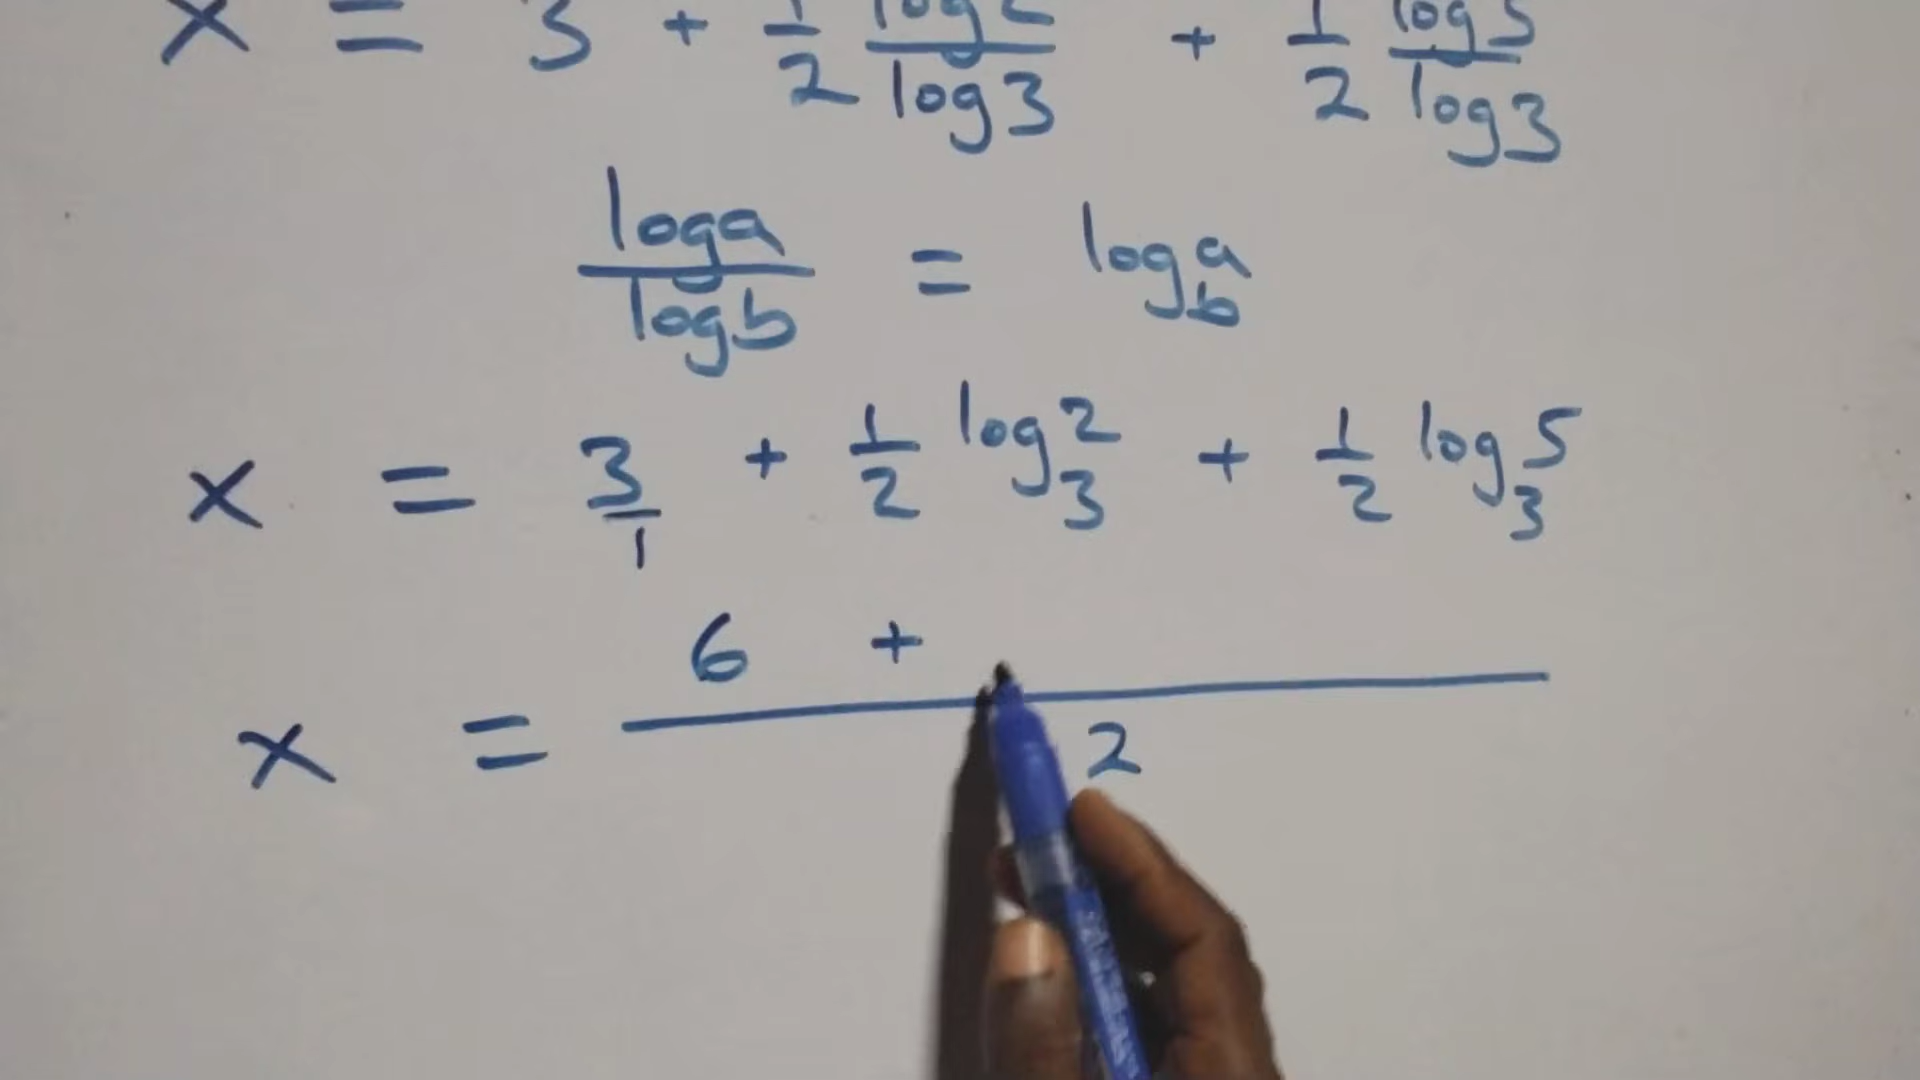 x = 3 + 1/2 log2/log3 + 1/2 log5/log3
loga/logb = log_b a
x = 3/1 + 1/2 log_3 2 + 1/2 log_3 5
x = 6 + / 2